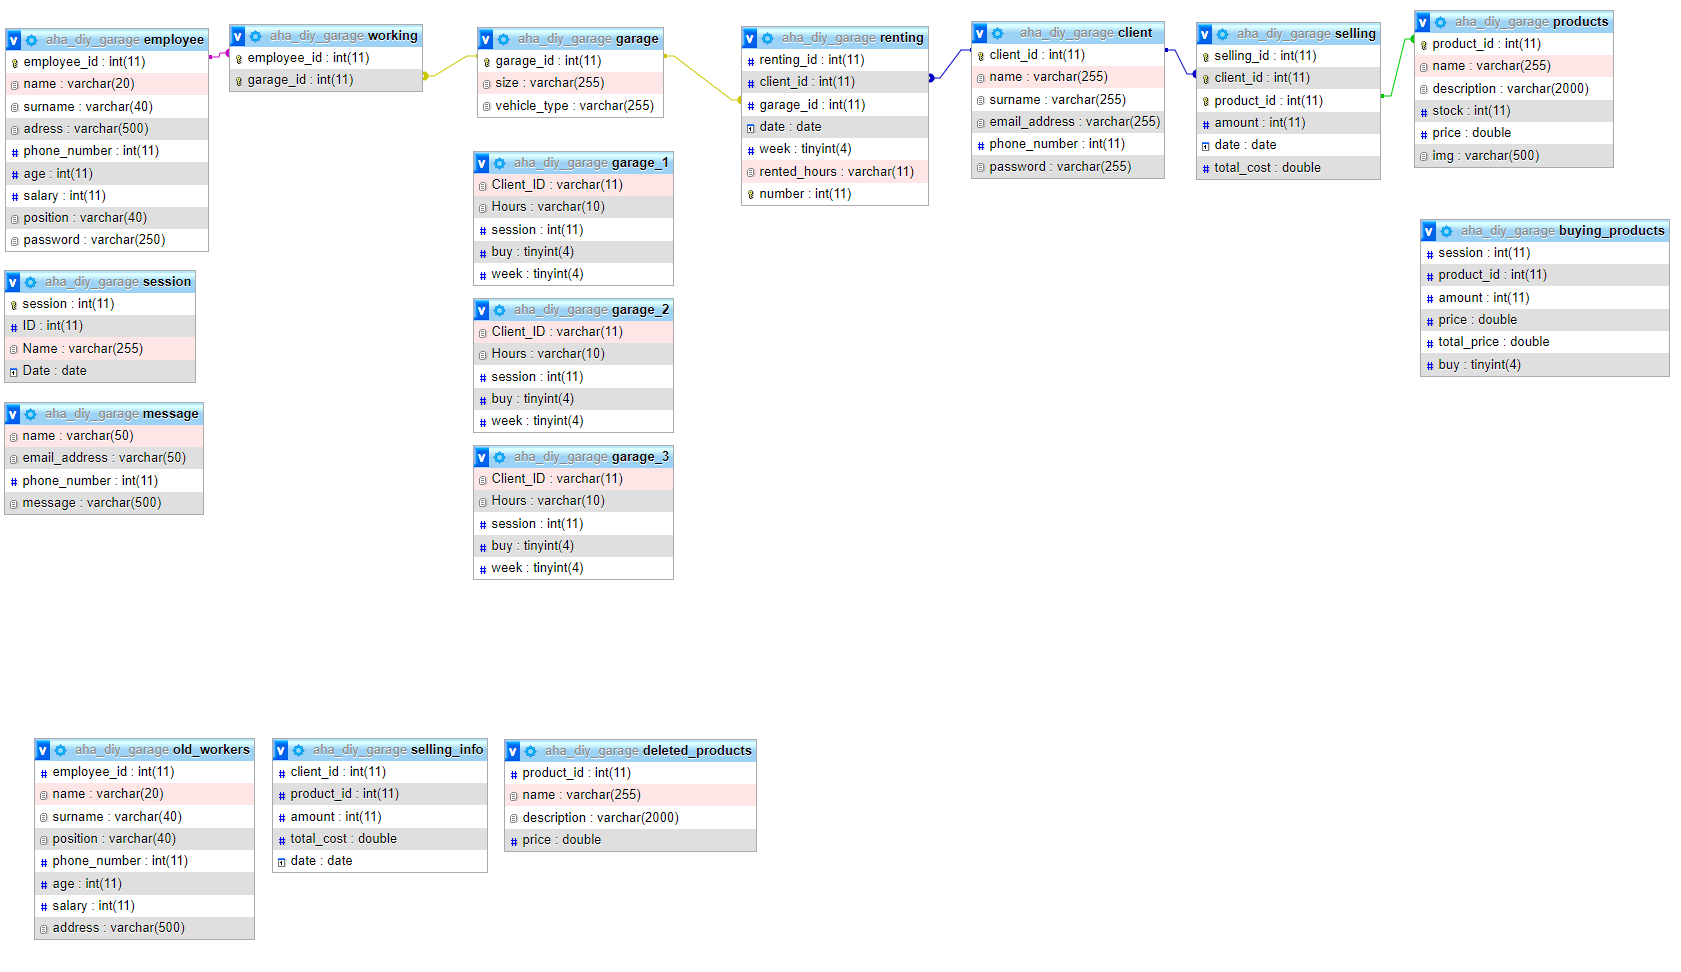 v aha_diy_garage employee
employee_id : int(11)
name : varchar(20)
surname : varchar(40)
adress : varchar(500)
phone_number : int(11)
age : int(11)
salary : int(11)
position : varchar(40)
password : varchar(250)
v aha_diy_garage working
employee_id : int(11)
garage_id : int(11)
v aha_diy_garage garage
garage_id : int(11)
size : varchar(255)
vehicle_type : varchar(255)
v aha_diy_garage renting
renting_id : int(11)
client_id : int(11)
garage_id : int(11)
date : date
week : tinyint(4)
rented_hours : varchar(11)
number : int(11)
v aha_diy_garage client
client_id : int(11)
name : varchar(255)
surname : varchar(255)
email_address : varchar(255)
phone_number : int(11)
password : varchar(255)
v aha_diy_garage selling
selling_id : int(11)
client_id : int(11)
product_id : int(11)
amount : int(11)
date : date
total_cost : double
v aha_diy_garage products
product_id : int(11)
name : varchar(255)
description : varchar(2000)
stock : int(11)
price : double
img : varchar(500)
v aha_diy_garage garage_1
Client_ID : varchar(11)
Hours : varchar(10)
session : int(11)
buy : tinyint(4)
week : tinyint(4)
v aha_diy_garage buying_products
session : int(11)
product_id : int(11)
amount : int(11)
price : double
total_price : double
buy : tinyint(4)
v aha_diy_garage session
session : int(11)
ID : int(11)
Name : varchar(255)
Date : date
v aha_diy_garage garage_2
Client_ID : varchar(11)
Hours : varchar(10)
session : int(11)
buy : tinyint(4)
week : tinyint(4)
v aha_diy_garage message
name : varchar(50)
email_address : varchar(50)
phone_number : int(11)
message : varchar(500)
v aha_diy_garage garage_3
Client_ID : varchar(11)
Hours : varchar(10)
session : int(11)
buy : tinyint(4)
week : tinyint(4)
v aha_diy_garage old_workers
employee_id : int(11)
name : varchar(20)
surname : varchar(40)
position : varchar(40)
phone_number : int(11)
age : int(11)
salary : int(11)
address : varchar(500)
v aha_diy_garage selling_info
client_id : int(11)
product_id : int(11)
amount : int(11)
total_cost : double
date : date
v aha_diy_garage deleted_products
product_id : int(11)
name : varchar(255)
description : varchar(2000)
price : double